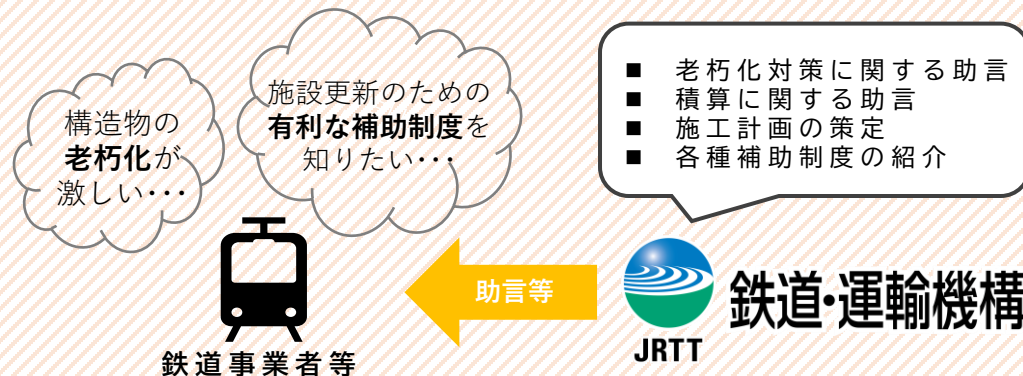 構造物の
老朽化が
激しい・・・
施設更新のための
有利な補助制度を
知りたい・・・
■ 老朽化対策に関する助言
■ 積算に関する助言
■ 施工計画の策定
■ 各種補助制度の紹介
助言等
鉄道事業者等
鉄道・運輸機構
JRTT